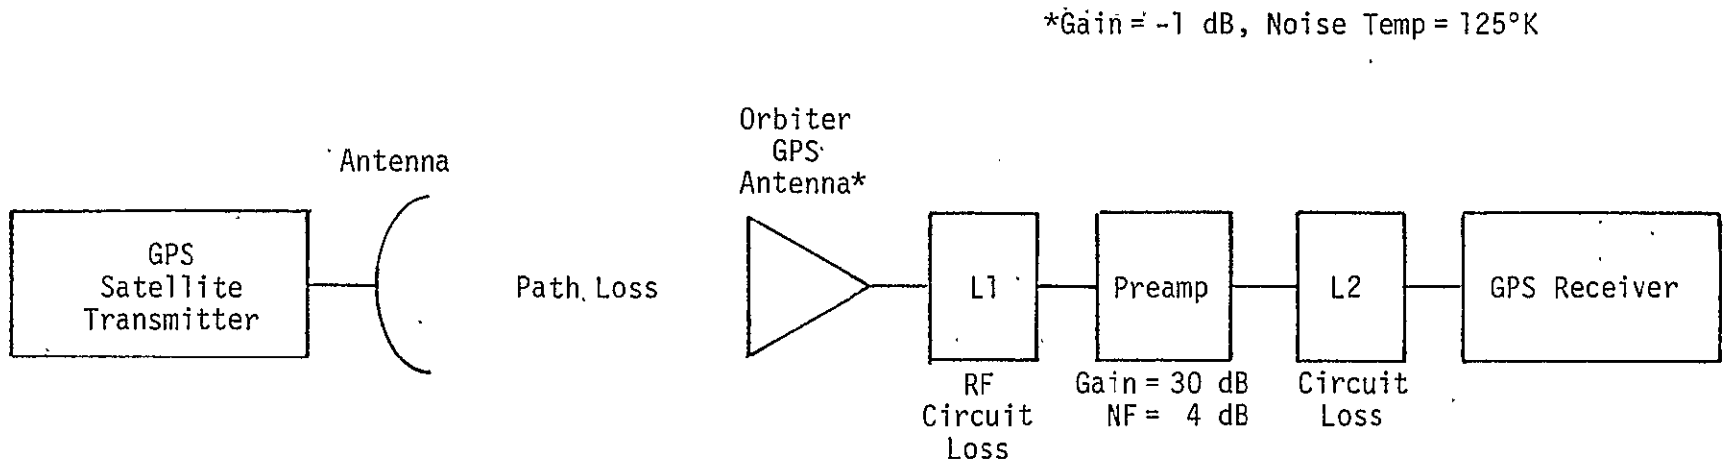 *Gain = -1 dB, Noise Temp = 125°K
Orbiter
GPS
Antenna*
Antenna
GPS
Satellite
Transmitter
Path Loss
L1
Preamp
L2
GPS Receiver
RF
Circuit
Loss
Gain = 30 dB
NF = 4 dB
Circuit
Loss